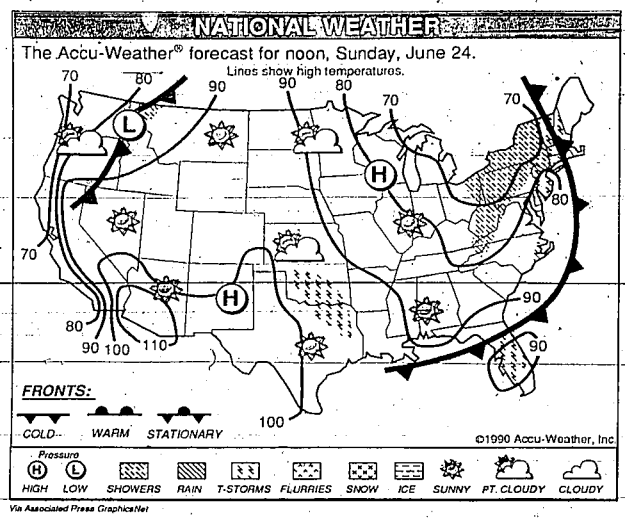 NATIONAL WEATHER
The Accu-Weather® forecast for noon, Sunday, June 24.
Lines show high temperatures.
70
80
90
90
80
70
70
L
H
80
70
H
90
80
90
100
110
90
100
FRONTS:
COLD
WARM
STATIONARY
©1990 Accu-Weather, Inc.
Pressure
H
L
HIGH
LOW
SHOWERS
RAIN
T-STORMS
FLURRIES
SNOW
ICE
SUNNY
PT. CLOUDY
CLOUDY
Via Associated Press GraphicsNet